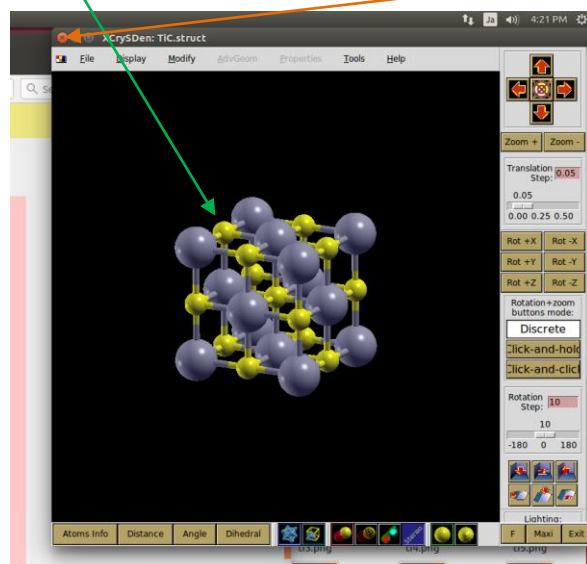 Ja 4:21 PM
XCrySDen: TiC.struct
File Display Modify AdvGeom Properties Tools Help
Zoom + Zoom -
Translation
Step: 0.05
0.05
0.00 0.25 0.50
Rot +X Rot -X
Rot +Y Rot -Y
Rot +Z Rot -Z
Rotation+zoom
buttons mode:
Discrete
Click-and-hold
Click-and-click
Rotation
Step: 10
10
-180 0 180
Lighting:
Atoms Info Distance Angle Dihedral Stereo F Maxi Exit
ti3.png ti4.png ti5.png